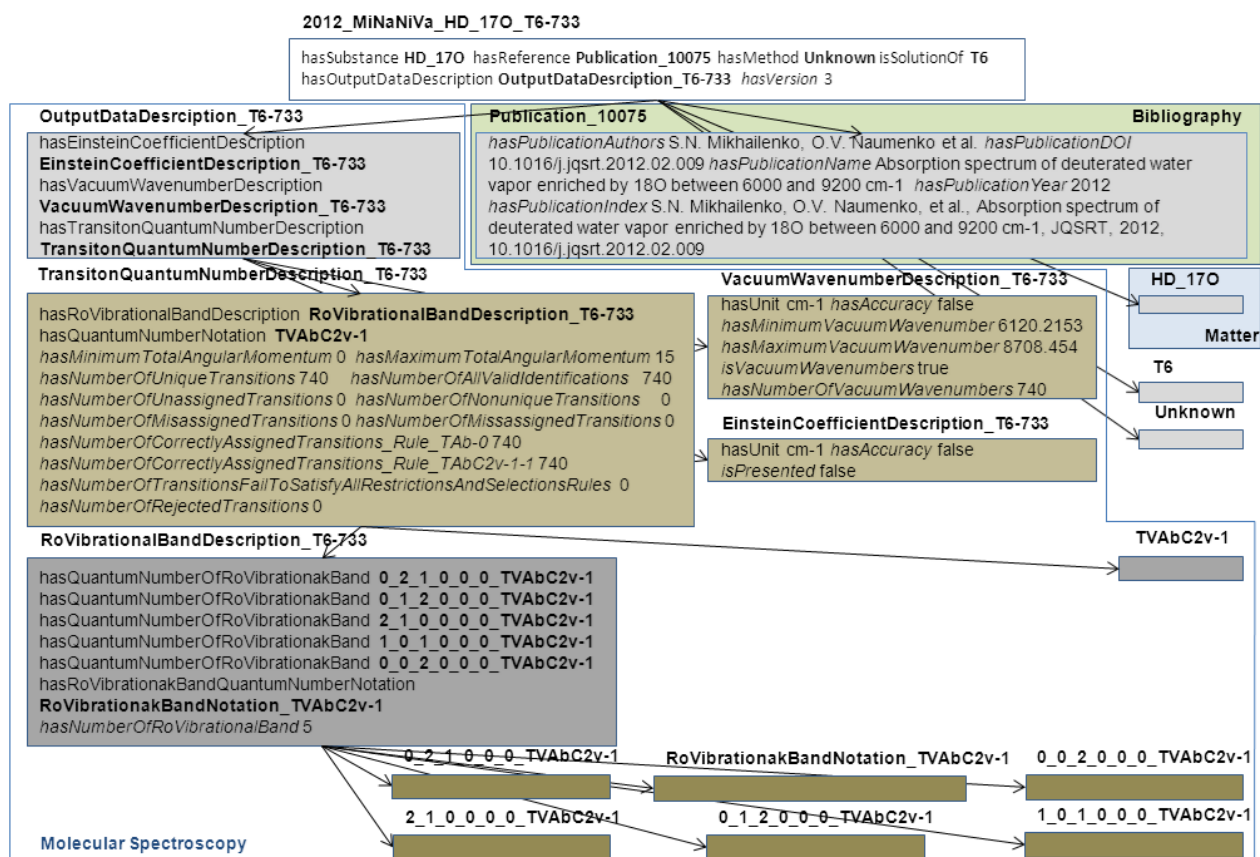 2012_MiNaNiVa_HD_17O_T6-733
hasSubstance HD_17O hasReference Publication_10075 hasMethod Unknown isSolutionOf T6
hasOutputDataDescription OutputDataDesrciption_T6-733 hasVersion 3
OutputDataDesrciption_T6-733
hasEinsteinCoefficientDescription
EinsteinCoefficientDescription_T6-733
hasVacuumWavenumberDescription
VacuumWavenumberDescription_T6-733
hasTransitonQuantumNumberDescription
TransitonQuantumNumberDescription_T6-733
Publication_10075
Bibliography
hasPublicationAuthors S.N. Mikhailenko, O.V. Naumenko et al. hasPublicationDOI
10.1016/j.jqsrt.2012.02.009 hasPublicationName Absorption spectrum of deuterated water
vapor enriched by 18O between 6000 and 9200 cm-1 hasPublicationYear 2012
hasPublicationIndex S.N. Mikhailenko, O.V. Naumenko, et al., Absorption spectrum of
deuterated water vapor enriched by 18O between 6000 and 9200 cm-1, JQSRT, 2012,
10.1016/j.jqsrt.2012.02.009
TransitonQuantumNumberDescription_T6-733
hasRoVibrationalBandDescription RoVibrationalBandDescription_T6-733
hasQuantumNumberNotation TVAbC2v-1
hasMinimumTotalAngularMomentum 0 hasMaximumTotalAngularMomentum 15
hasNumberOfUniqueTransitions 740 hasNumberOfAllValidIdentifications 740
hasNumberOfUnassignedTransitions 0 hasNumberOfNonuniqueTransitions 0
hasNumberOfMisassignedTransitions 0 hasNumberOfMissassignedTransitions 0
hasNumberOfCorrectlyAssignedTransitions_Rule_TAb-0 740
hasNumberOfCorrectlyAssignedTransitions_Rule_TAbC2v-1-1 740
hasNumberOfTransitionsFailToSatisfyAllRestrictionsAndSelectionsRules 0
hasNumberOfRejectedTransitions 0
VacuumWavenumberDescription_T6-733
hasUnit cm-1 hasAccuracy false
hasMinimumVacuumWavenumber 6120.2153
hasMaximumVacuumWavenumber 8708.454
isVacuumWavenumbers true
hasNumberOfVacuumWavenumbers 740
HD_17O
Matter
T6
Unknown
EinsteinCoefficientDescription_T6-733
hasUnit cm-1 hasAccuracy false
isPresented false
RoVibrationalBandDescription_T6-733
hasQuantumNumberOfRoVibrationakBand 0_2_1_0_0_0_TVAbC2v-1
hasQuantumNumberOfRoVibrationakBand 0_1_2_0_0_0_TVAbC2v-1
hasQuantumNumberOfRoVibrationakBand 2_1_0_0_0_0_TVAbC2v-1
hasQuantumNumberOfRoVibrationakBand 1_0_1_0_0_0_TVAbC2v-1
hasQuantumNumberOfRoVibrationakBand 0_0_2_0_0_0_TVAbC2v-1
hasRoVibrationakBandQuantumNumberNotation
RoVibrationakBandNotation_TVAbC2v-1
hasNumberOfRoVibrationalBand 5
TVAbC2v-1
0_2_1_0_0_0_TVAbC2v-1
RoVibrationakBandNotation_TVAbC2v-1
0_0_2_0_0_0_TVAbC2v-1
2_1_0_0_0_0_TVAbC2v-1
0_1_2_0_0_0_TVAbC2v-1
1_0_1_0_0_0_TVAbC2v-1
Molecular Spectroscopy